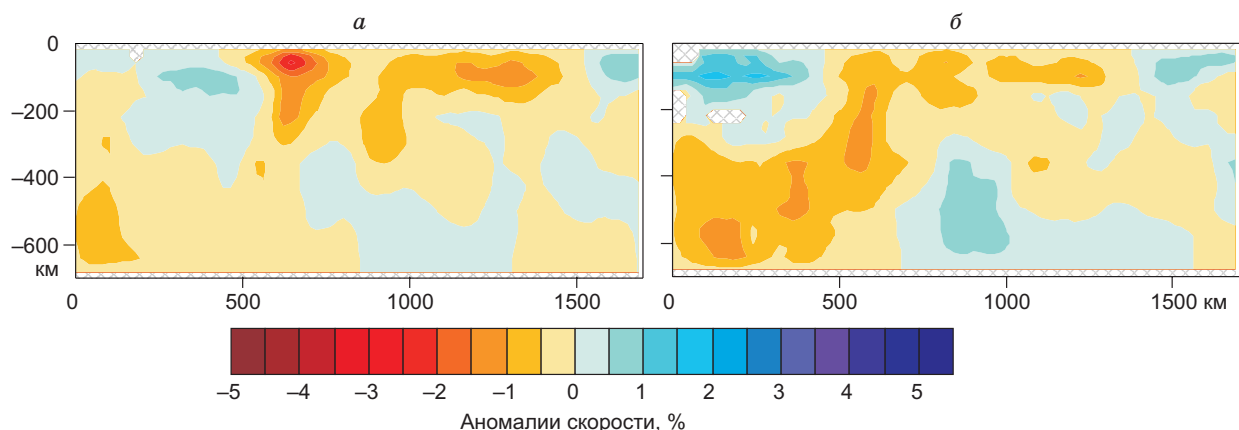 а б
0
–200
–400
–600
км
0 500 1000 1500 0 500 1000 1500 км
–5 –4 –3 –2 –1 0 1 2 3 4 5
Аномалии скорости, %